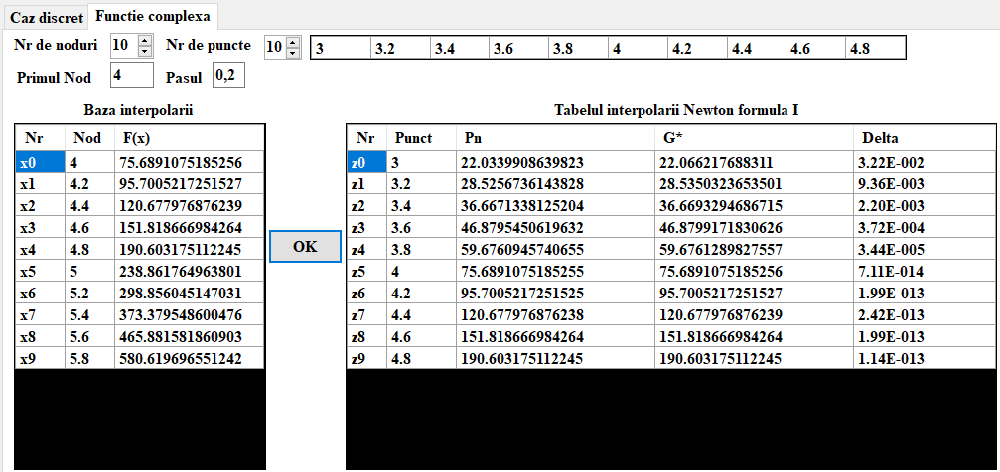 Caz discret Functie complexa
Nr de noduri 10 Nr de puncte 10 3 3.2 3.4 3.6 3.8 4 4.2 4.4 4.6 4.8
Primul Nod 4 Pasul 0,2
Baza interpolarii Tabelul interpolarii Newton formula I
Nr Nod F(x) Nr Punct Pn G* Delta
x0 4 75.6891075185256 z0 3 22.0339908639823 22.066217688311 3.22E-002
x1 4.2 95.7005217251527 z1 3.2 28.5256736143828 28.5350323653501 9.36E-003
x2 4.4 120.677976876239 z2 3.4 36.6671338125204 36.6693294686715 2.20E-003
x3 4.6 151.818666984264 z3 3.6 46.8795450619632 46.8799171830626 3.72E-004
x4 4.8 190.603175112245 z4 3.8 59.6760945740655 59.6761289827557 3.44E-005
OK
x5 5 238.861764963801 z5 4 75.6891075185255 75.6891075185256 7.11E-014
x6 5.2 298.856045147031 z6 4.2 95.7005217251525 95.7005217251527 1.99E-013
x7 5.4 373.379548600476 z7 4.4 120.677976876238 120.677976876239 2.42E-013
x8 5.6 465.881581860903 z8 4.6 151.818666984264 151.818666984264 1.99E-013
x9 5.8 580.619696551242 z9 4.8 190.603175112245 190.603175112245 1.14E-013